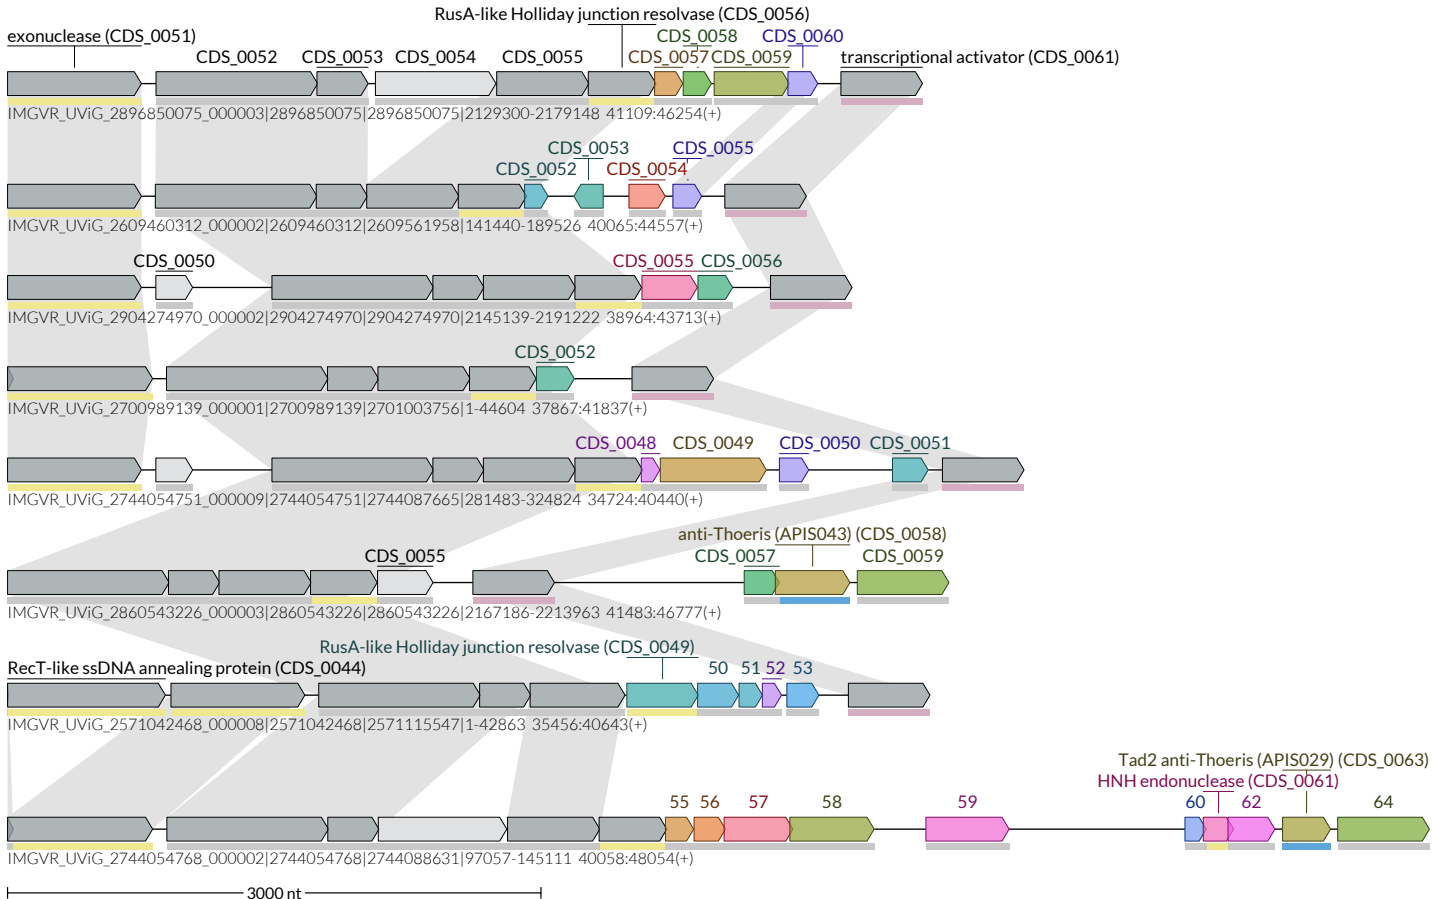 RusA-like Holliday junction resolvase (CDS_0056)
exonuclease (CDS_0051)
CDS_0058 CDS_0060
CDS_0052 CDS_0053 CDS_0054 CDS_0055 CDS_0057 CDS_0059 transcriptional activator (CDS_0061)
IMGVR_UViG_2896850075_000003|2896850075|2896850075|2129300-2179148 41109:46254(+)
CDS_0053 CDS_0055
CDS_0052 CDS_0054
IMGVR_UViG_2609460312_000002|2609460312|2609561958|141440-189526 40065:44557(+)
CDS_0050 CDS_0055 CDS_0056
IMGVR_UViG_2904274970_000002|2904274970|2904274970|2145139-2191222 38964:43713(+)
CDS_0052
IMGVR_UViG_2700989139_000001|2700989139|2701003756|1-44604 37867:41837(+)
CDS_0048 CDS_0049 CDS_0050 CDS_0051
IMGVR_UViG_2744054751_000009|2744054751|2744087665|281483-324824 34724:40440(+)
anti-Thoeris (APIS043) (CDS_0058)
CDS_0055 CDS_0057 CDS_0059
IMGVR_UViG_2860543226_000003|2860543226|2860543226|2167186-2213963 41483:46777(+)
RusA-like Holliday junction resolvase (CDS_0049)
RecT-like ssDNA annealing protein (CDS_0044) 50 51 52 53
IMGVR_UViG_2571042468_000008|2571042468|2571115547|1-42863 35456:40643(+)
Tad2 anti-Thoeris (APIS029) (CDS_0063)
HNH endonuclease (CDS_0061)
55 56 57 58 59 60 62 64
IMGVR_UViG_2744054768_000002|2744054768|2744088631|97057-145111 40058:48054(+)
3000 nt